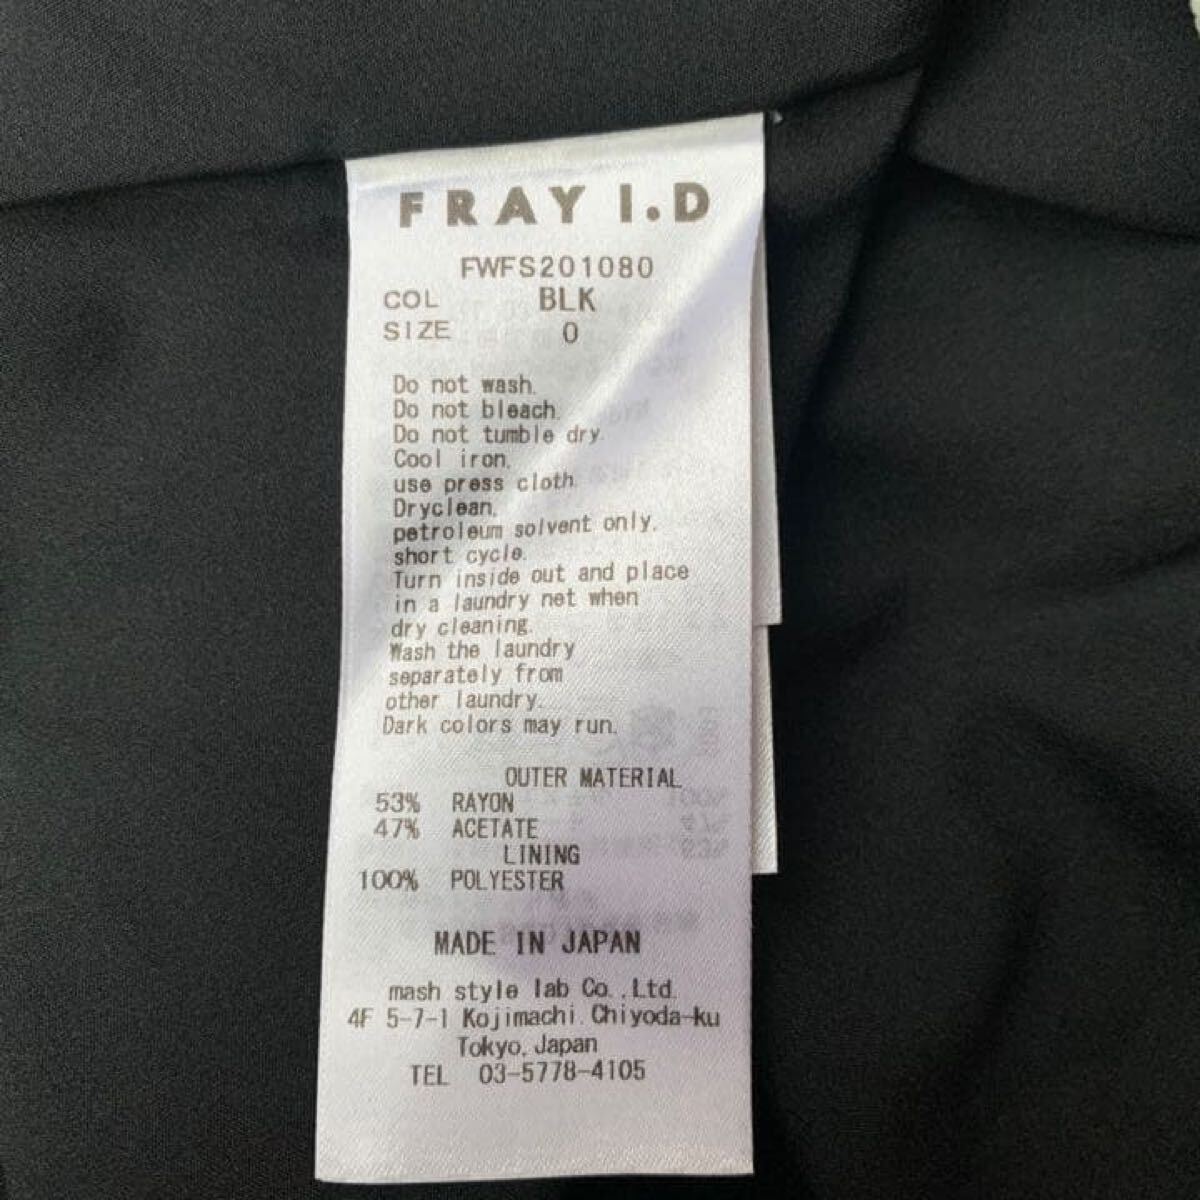 FRAY I.D
FWFS201080
COL BLK
SIZE 0
Do not wash.
Do not bleach.
Do not tumble dry.
Cool iron,
use press cloth.
Dryclean,
petroleum solvent only,
short cycle.
Turn inside out and place
in a laundry net when
dry cleaning.
Wash the laundry
separately from
other laundry.
Dark colors may run.
OUTER MATERIAL
53% RAYON
47% ACETATE
LINING
100% POLYESTER
MADE IN JAPAN
mash style lab Co.,Ltd.
4F 5-7-1 Kojimachi.Chiyoda-ku
Tokyo,Japan
TEL 03-5778-4105